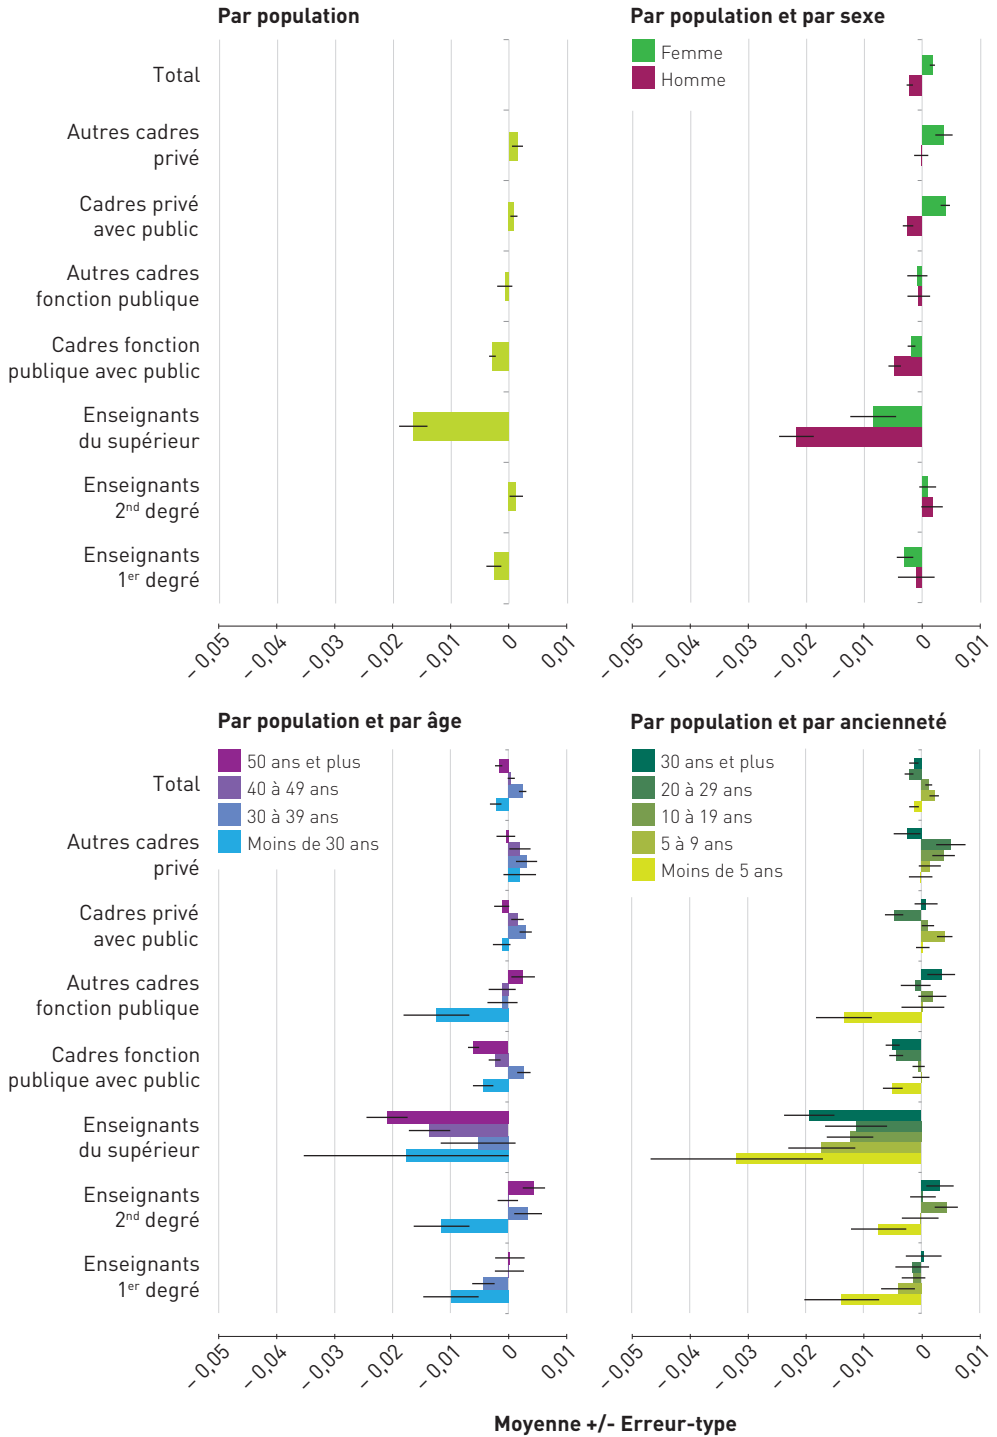 Par population
Par population et par sexe
Femme
Homme
Total
Autres cadres
privé
Cadres privé
avec public
Autres cadres
fonction publique
Cadres fonction
publique avec public
Enseignants
du supérieur
Enseignants
2nd degré
Enseignants
1er degré
– 0,05
– 0,04
– 0,03
– 0,02
– 0,01
0
0,01
– 0,05
– 0,04
– 0,03
– 0,02
– 0,01
0
0,01
Par population et par âge
Par population et par ancienneté
50 ans et plus
40 à 49 ans
30 à 39 ans
Moins de 30 ans
30 ans et plus
20 à 29 ans
10 à 19 ans
5 à 9 ans
Moins de 5 ans
Total
Autres cadres
privé
Cadres privé
avec public
Autres cadres
fonction publique
Cadres fonction
publique avec public
Enseignants
du supérieur
Enseignants
2nd degré
Enseignants
1er degré
– 0,05
– 0,04
– 0,03
– 0,02
– 0,01
0
0,01
– 0,05
– 0,04
– 0,03
– 0,02
– 0,01
0
0,01
Moyenne +/- Erreur-type